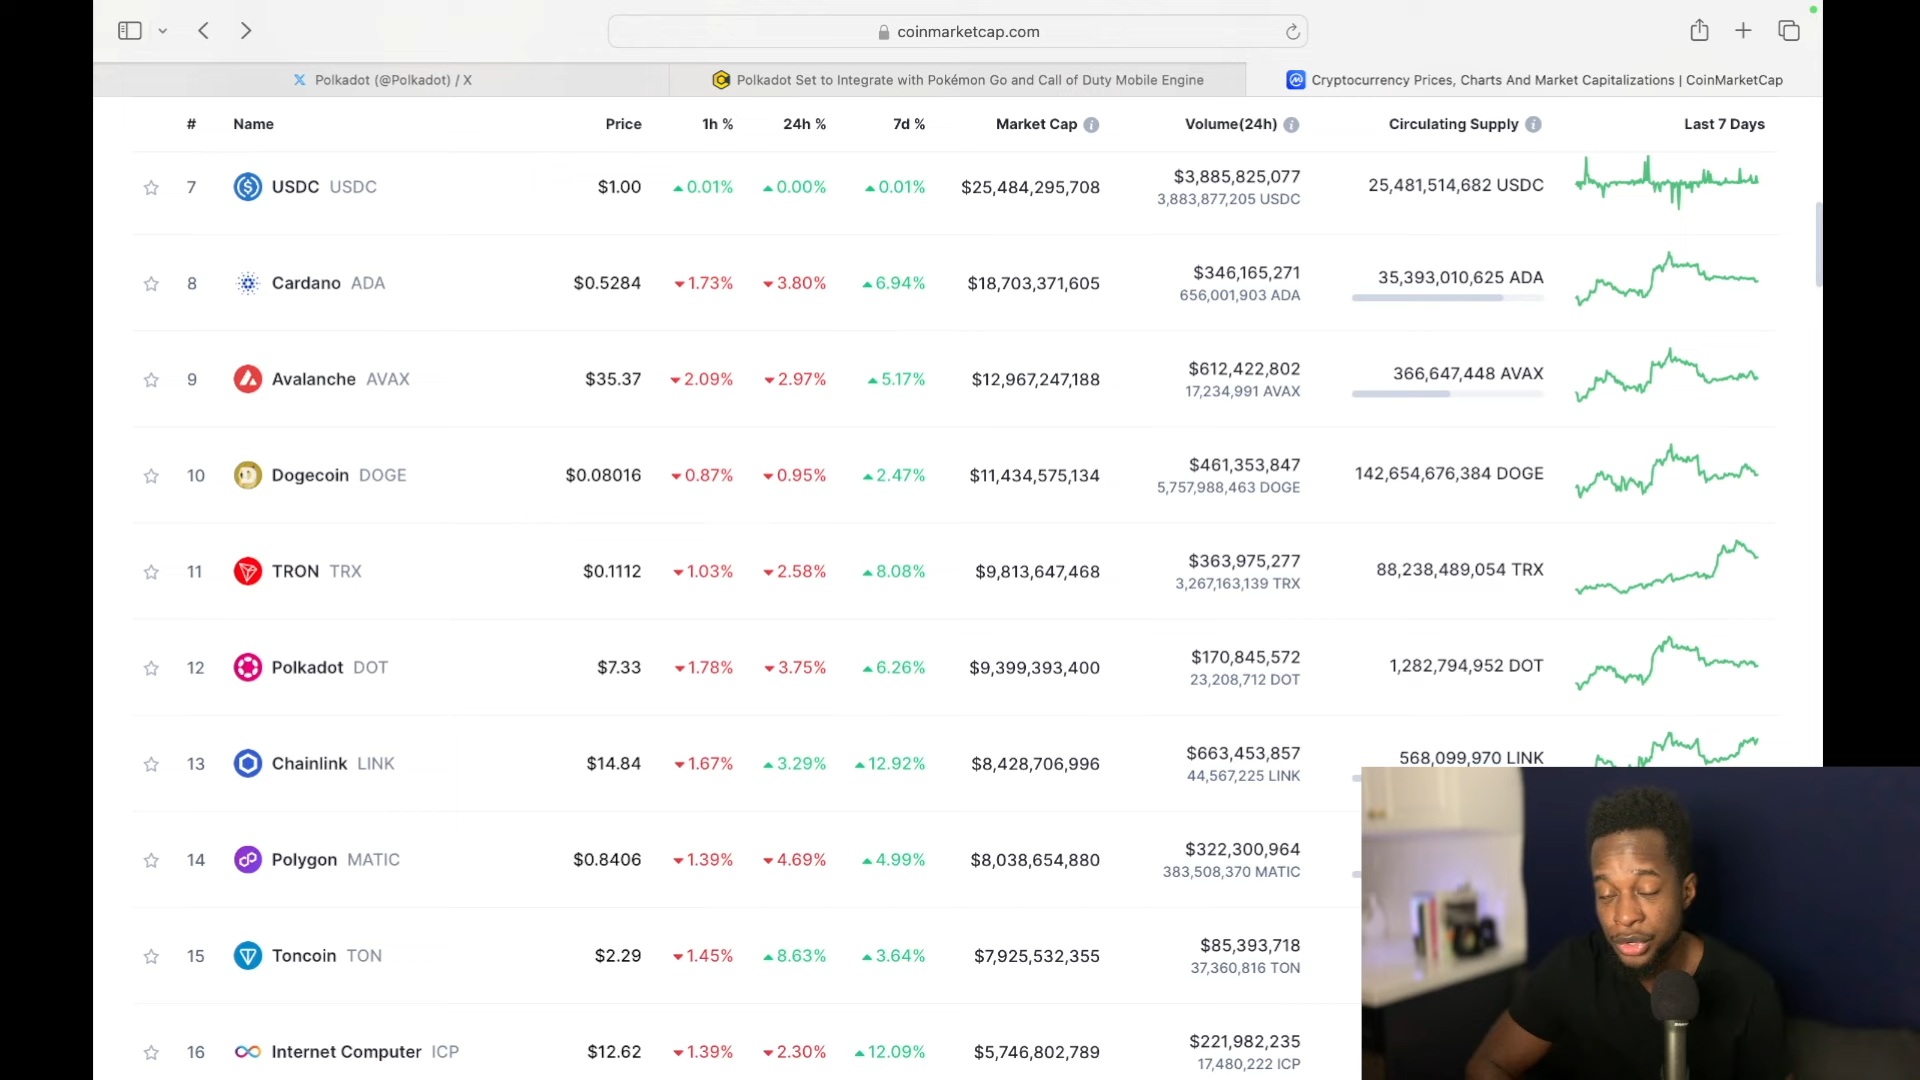 coinmarketcap.com
Polkadot (@Polkadot) / X
Polkadot Set to Integrate with Pokémon Go and Call of Duty Mobile Engine
Cryptocurrency Prices, Charts And Market Capitalizations | CoinMarketCap
# Name Price 1h % 24h % 7d % Market Cap Volume(24h) Circulating Supply Last 7 Days
7 USDC USDC $1.00 0.01% 0.00% 0.01% $25,484,295,708 $3,885,825,077 25,481,514,682 USDC
3,883,877,205 USDC
8 Cardano ADA $0.5284 1.73% 3.80% 6.94% $18,703,371,605 $346,165,271 35,393,010,625 ADA
656,001,903 ADA
9 Avalanche AVAX $35.37 2.09% 2.97% 5.17% $12,967,247,188 $612,422,802 366,647,448 AVAX
17,234,991 AVAX
10 Dogecoin DOGE $0.08016 0.87% 0.95% 2.47% $11,434,575,134 $461,353,847 142,654,676,384 DOGE
5,757,988,463 DOGE
11 TRON TRX $0.1112 1.03% 2.58% 8.08% $9,813,647,468 $363,975,277 88,238,489,054 TRX
3,267,163,139 TRX
12 Polkadot DOT $7.33 1.78% 3.75% 6.26% $9,399,393,400 $170,845,572 1,282,794,952 DOT
23,208,712 DOT
13 Chainlink LINK $14.84 1.67% 3.29% 12.92% $8,428,706,996 $663,453,857 568,099,970 LINK
44,567,225 LINK
14 Polygon MATIC $0.8406 1.39% 4.69% 4.99% $8,038,654,880 $322,300,964
383,508,370 MATIC
15 Toncoin TON $2.29 1.45% 8.63% 3.64% $7,925,532,355 $85,393,718
37,360,816 TON
16 Internet Computer ICP $12.62 1.39% 2.30% 12.09% $5,746,802,789 $221,982,235
17,480,222 ICP